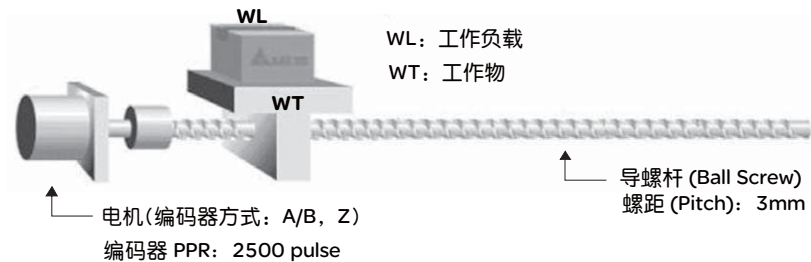 WL
WL：工作负载
WT：工作物
WT
导螺杆 (Ball Screw)
螺距 (Pitch)：3mm
电机(编码器方式：A/B，Z)
编码器 PPR：2500 pulse